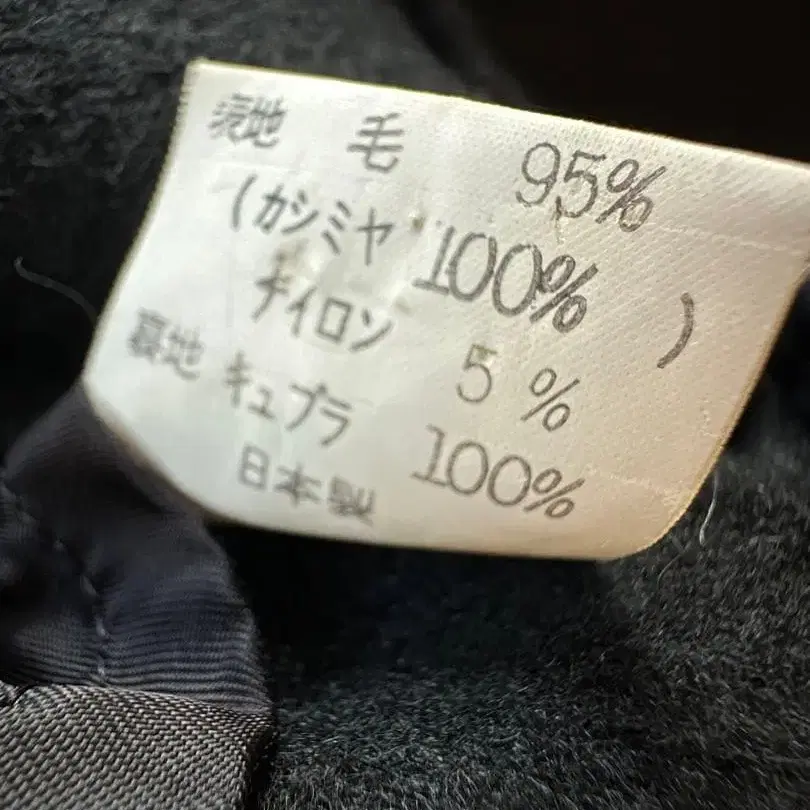 表地 毛 95%
(カシミヤ 100% )
ナイロン 5%
裏地 キュプラ 100%
日本製